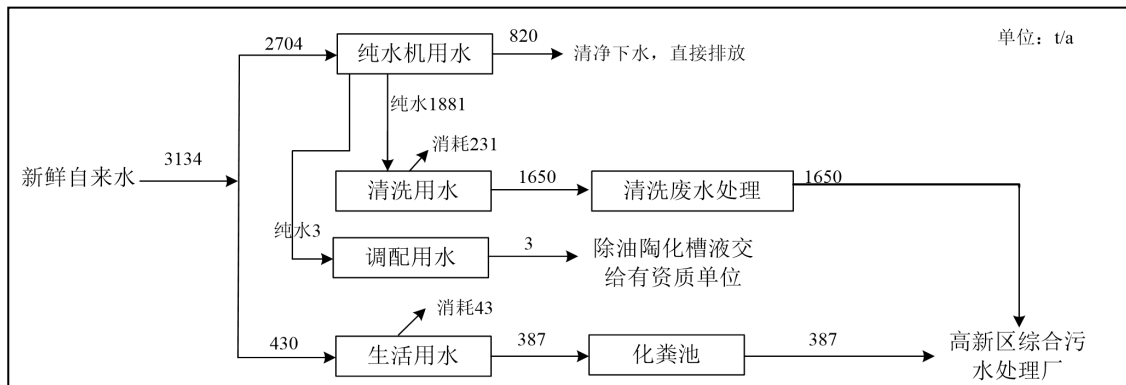 2704
纯水机用水
820
清净下水，直接排放
单位：t/a
纯水1881
消耗231
新鲜自来水
3134
清洗用水
1650
清洗废水处理
1650
纯水3
调配用水
3
除油陶化槽液交
给有资质单位
消耗43
430
生活用水
387
化粪池
387
高新区综合污
水处理厂